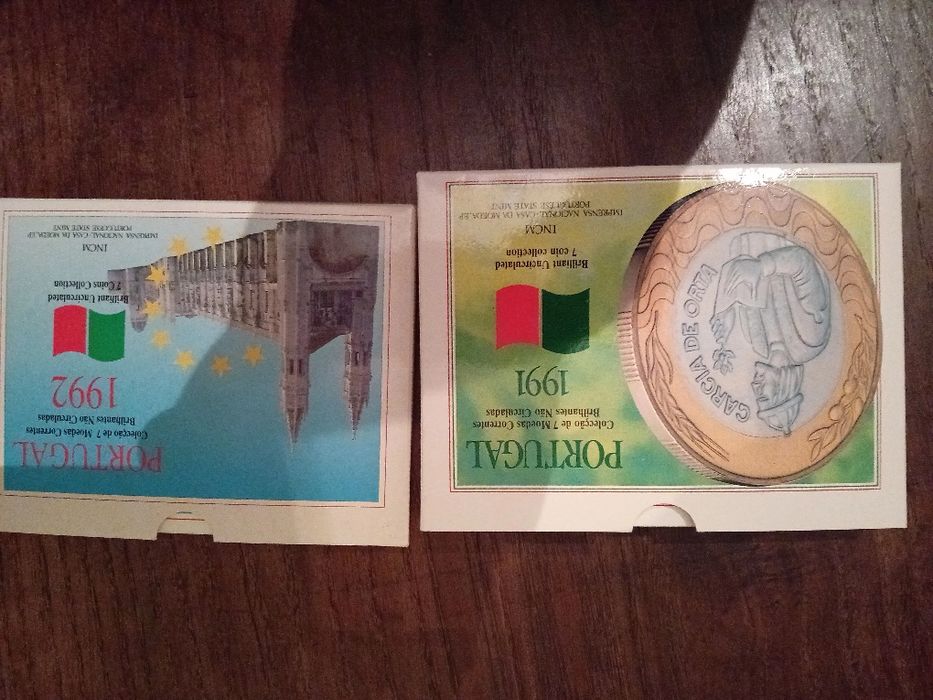 PORTUGAL
Colecção de 7 Moedas Correntes
Brilhantes Não Circuladas
1992
Brilliant Uncirculated
7 Coins Collection
INCM
IMPRENSA NACIONAL-CASA DA MOEDA,EP
PORTUGUESE STATE MINT
PORTUGAL
Colecção de 7 Moedas Correntes
Brilhantes Não Circuladas
1991
Brilliant Uncirculated
7 coin collection
INCM
IMPRENSA NACIONAL-CASA DA MOEDA,EP
PORTUGUESE STATE MINT
GARCIA DE ORTA